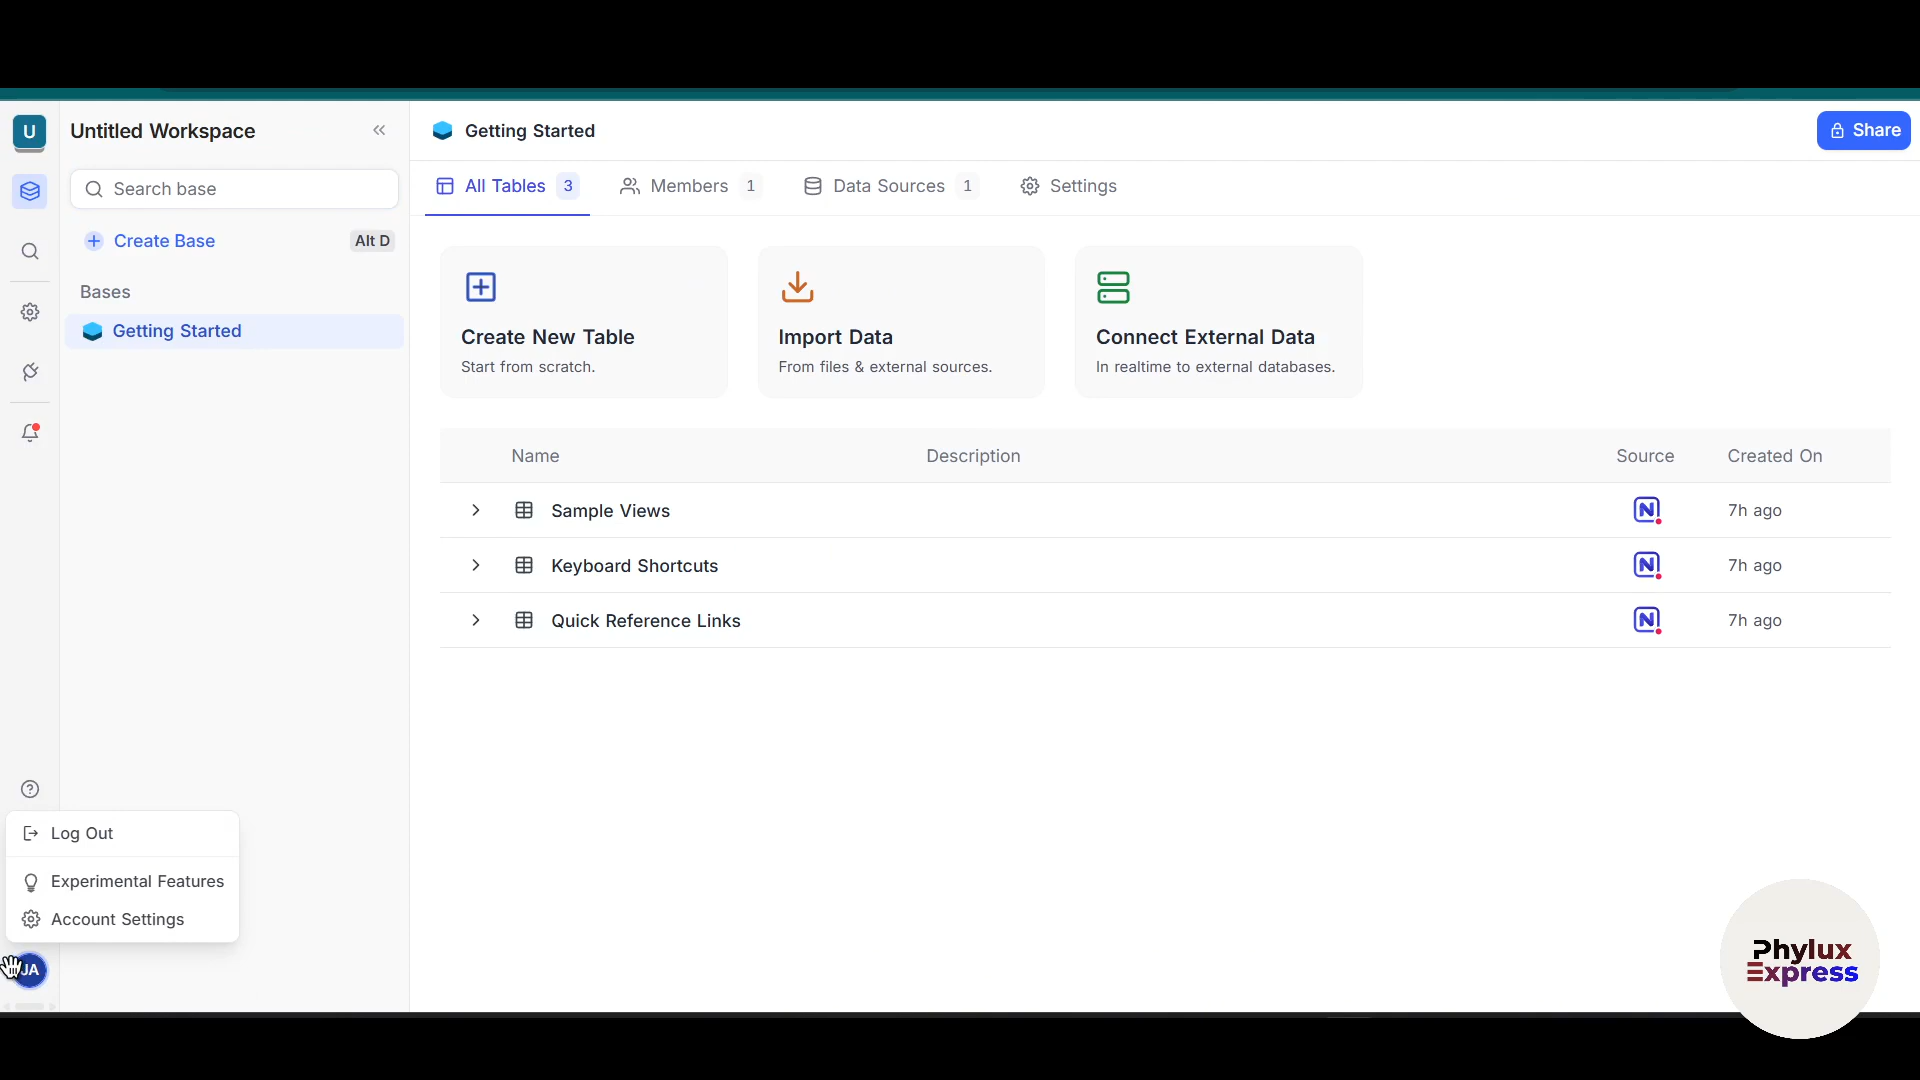 U
Untitled Workspace
Search base
Create Base
Alt D
Bases
Getting Started
Log Out
Experimental Features
Account Settings
JA
Getting Started
Share
All Tables 3
Members 1
Data Sources 1
Settings
Create New Table
Start from scratch.
Import Data
From files & external sources.
Connect External Data
In realtime to external databases.
Name Description Source Created On
Sample Views N 7h ago
Keyboard Shortcuts N 7h ago
Quick Reference Links N 7h ago
Phylux
Express